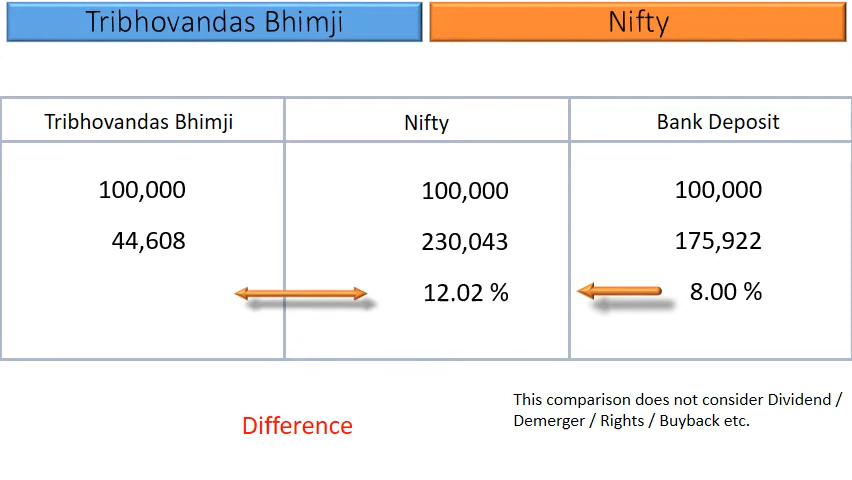 Tribhovandas Bhimji
Nifty
Tribhovandas Bhimji
Nifty
Bank Deposit
100,000
100,000
100,000
44,608
230,043
175,922
12.02 %
8.00 %
Difference
This comparison does not consider Dividend /
Demerger / Rights / Buyback etc.